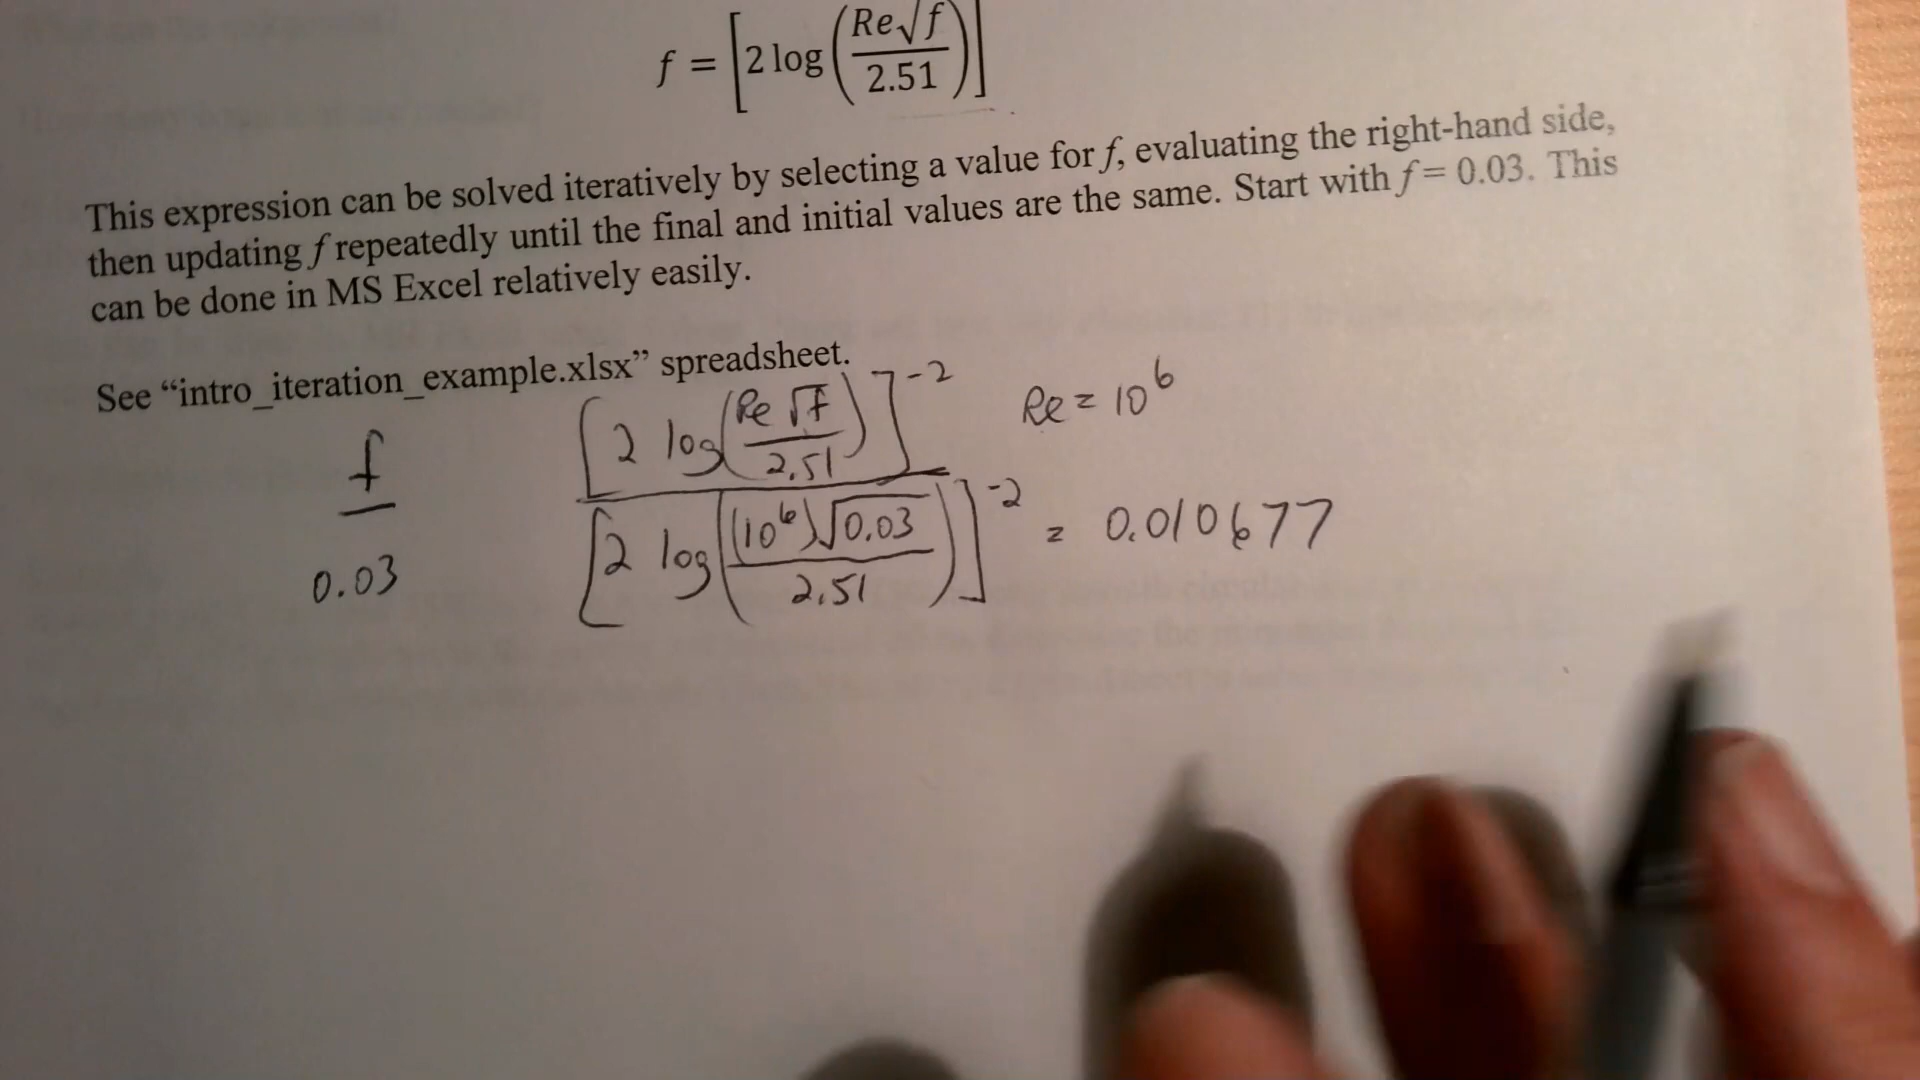 f = [2 log(Re√f / 2.51)]
This expression can be solved iteratively by selecting a value for f, evaluating the right-hand side,
then updating f repeatedly until the final and initial values are the same. Start with f = 0.03. This
can be done in MS Excel relatively easily.
See “intro_iteration_example.xlsx” spreadsheet.
f [2 log(Re √f / 2.51)]^-2 Re = 10^6
0.03 [2 log((10^6)√0.03 / 2.51)]^-2 = 0.010677